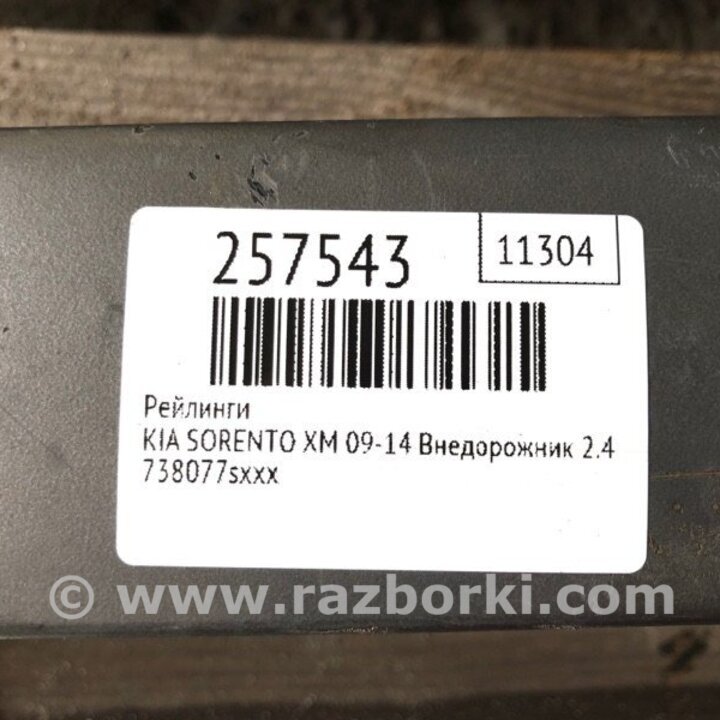 257543
11304
Рейлинги
KIA SORENTO XM 09-14 Внедорожник 2.4
738077sxxx
© www.razborki.com